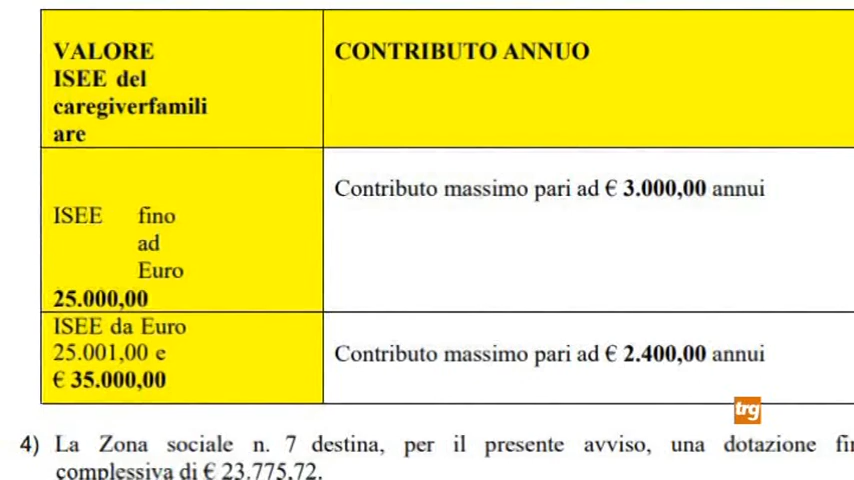 VALORE
ISEE del
caregiverfamili
are
CONTRIBUTO ANNUO
ISEE fino
ad
Euro
25.000,00
Contributo massimo pari ad € 3.000,00 annui
ISEE da Euro
25.001,00 e
€ 35.000,00
Contributo massimo pari ad € 2.400,00 annui
trg
4) La Zona sociale n. 7 destina, per il presente avviso, una dotazione
complessiva di € 23.775,72.